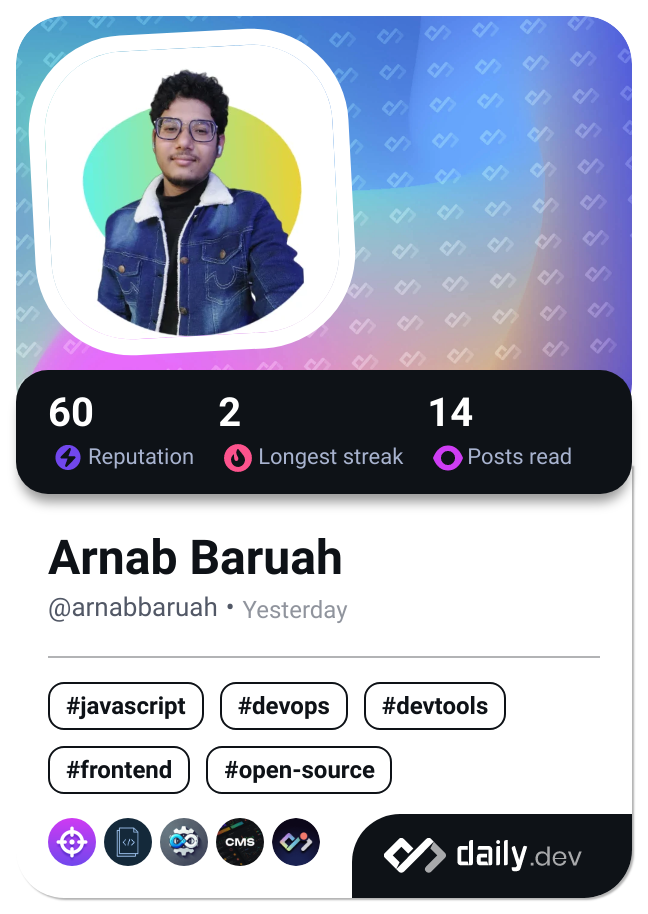 60 2 14
Reputation Longest streak Posts read
Arnab Baruah
@arnabbaruah • Yesterday
#javascript #devops #devtools
#frontend #open-source
</> CMS daily.dev